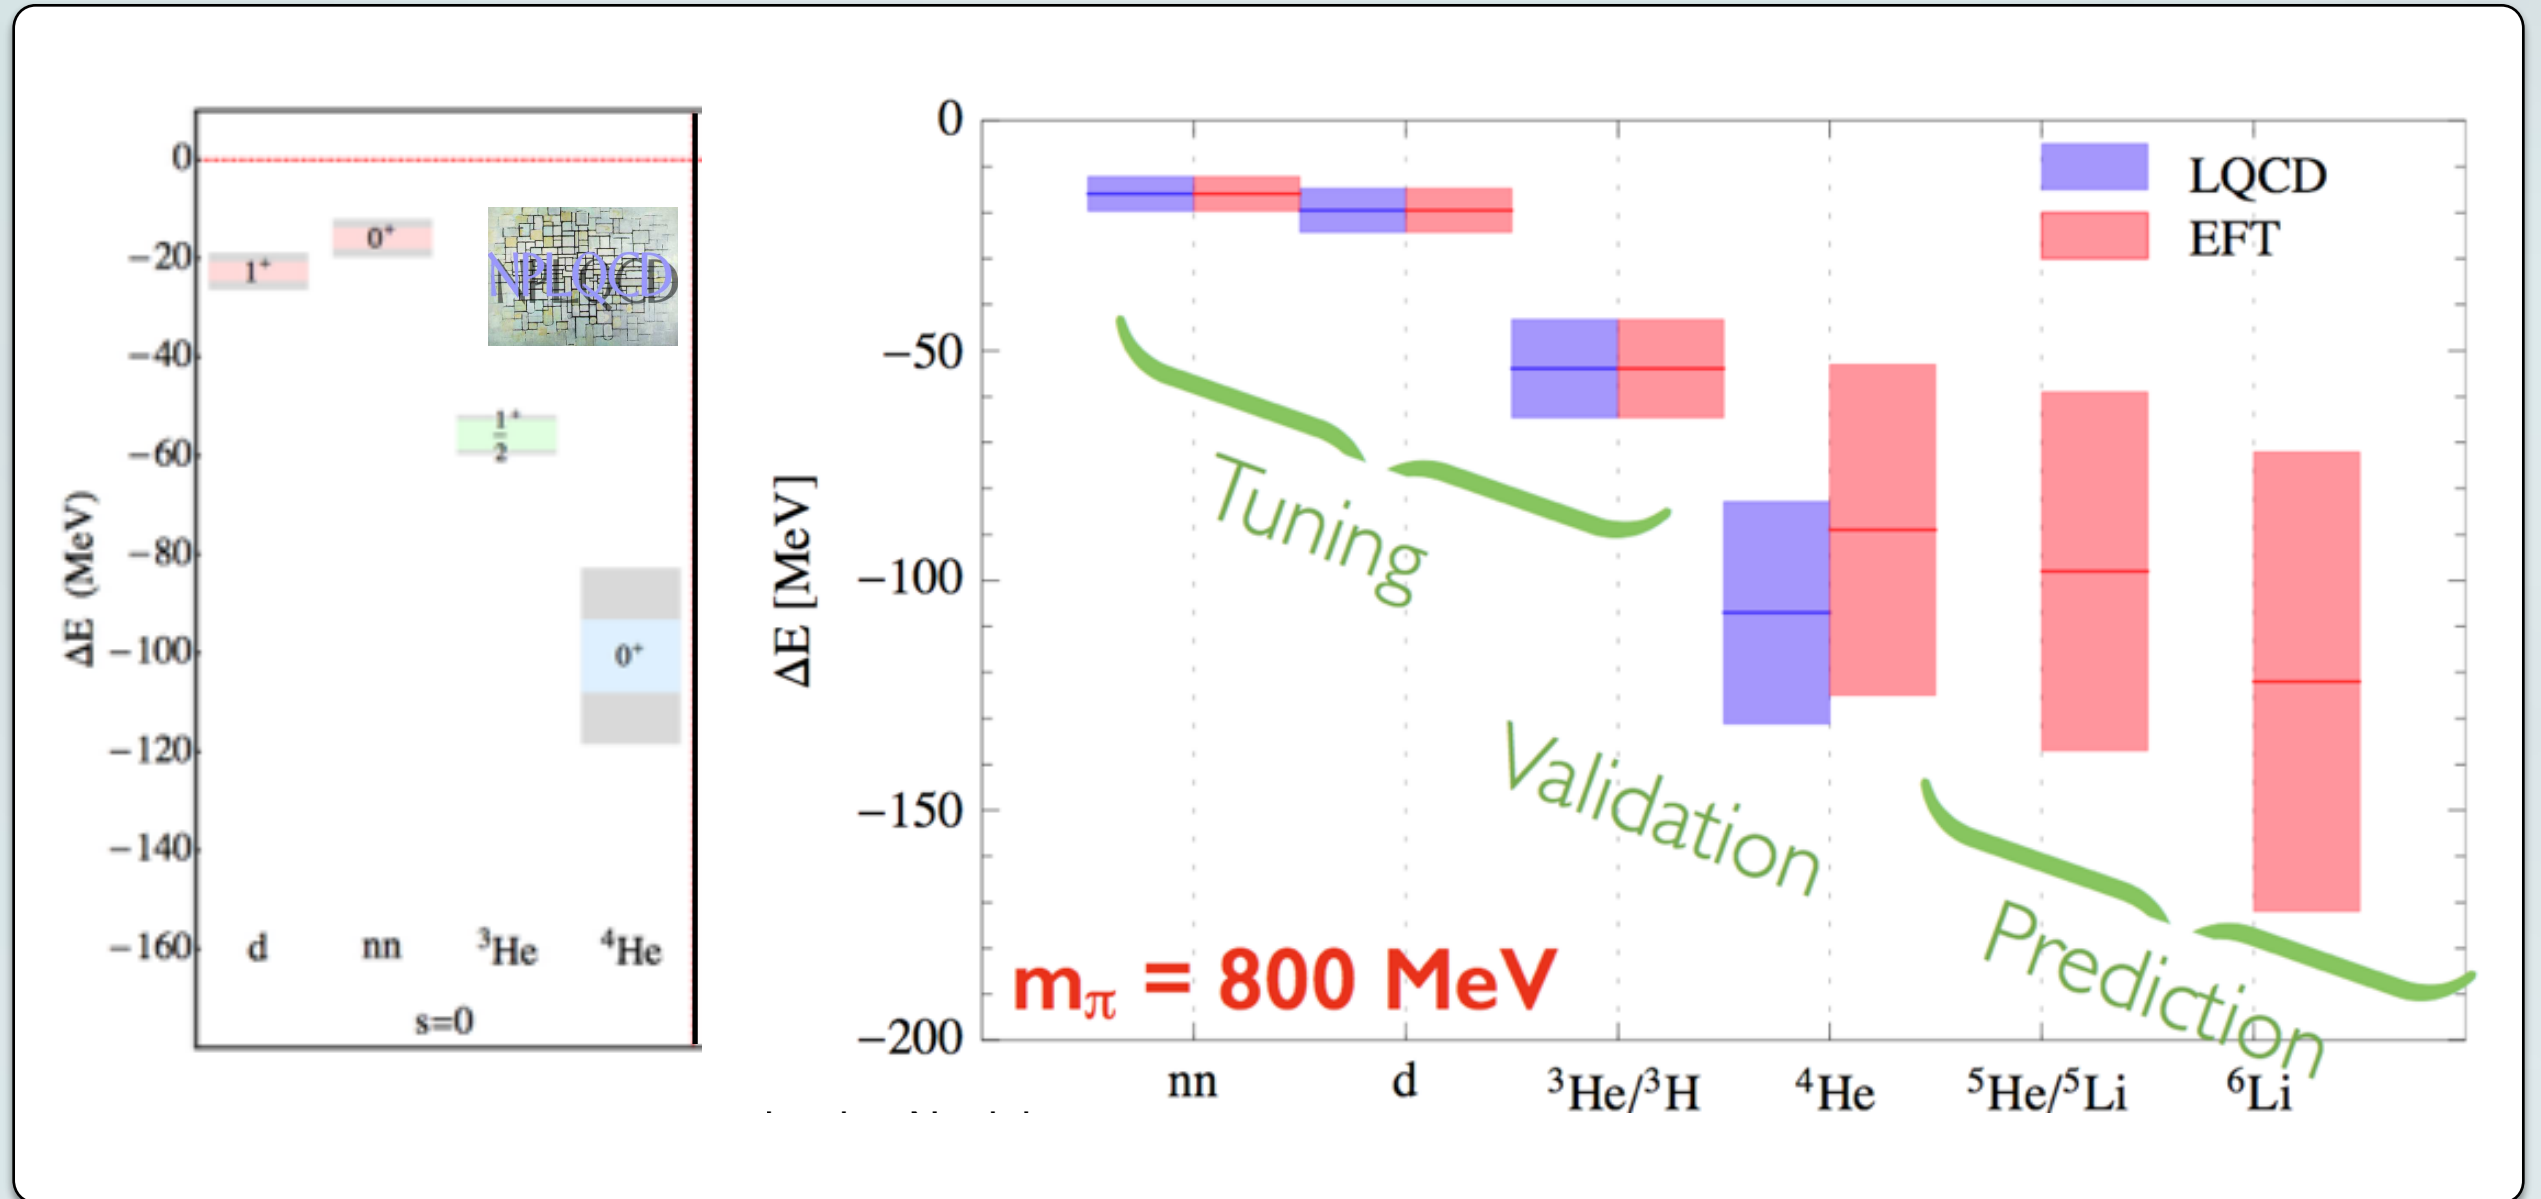 0
−20
−40
−60
−80
−100
−120
−140
−160
ΔE (MeV)
1⁺
0⁺
NPLQCD
1⁺
2
0⁺
d nn ³He ⁴He
s=0
0
−50
−100
−150
−200
ΔE [MeV]
LQCD
EFT
Tuning
Validation
Prediction
mπ = 800 MeV
nn d ³He/³H ⁴He ⁵He/⁵Li ⁶Li